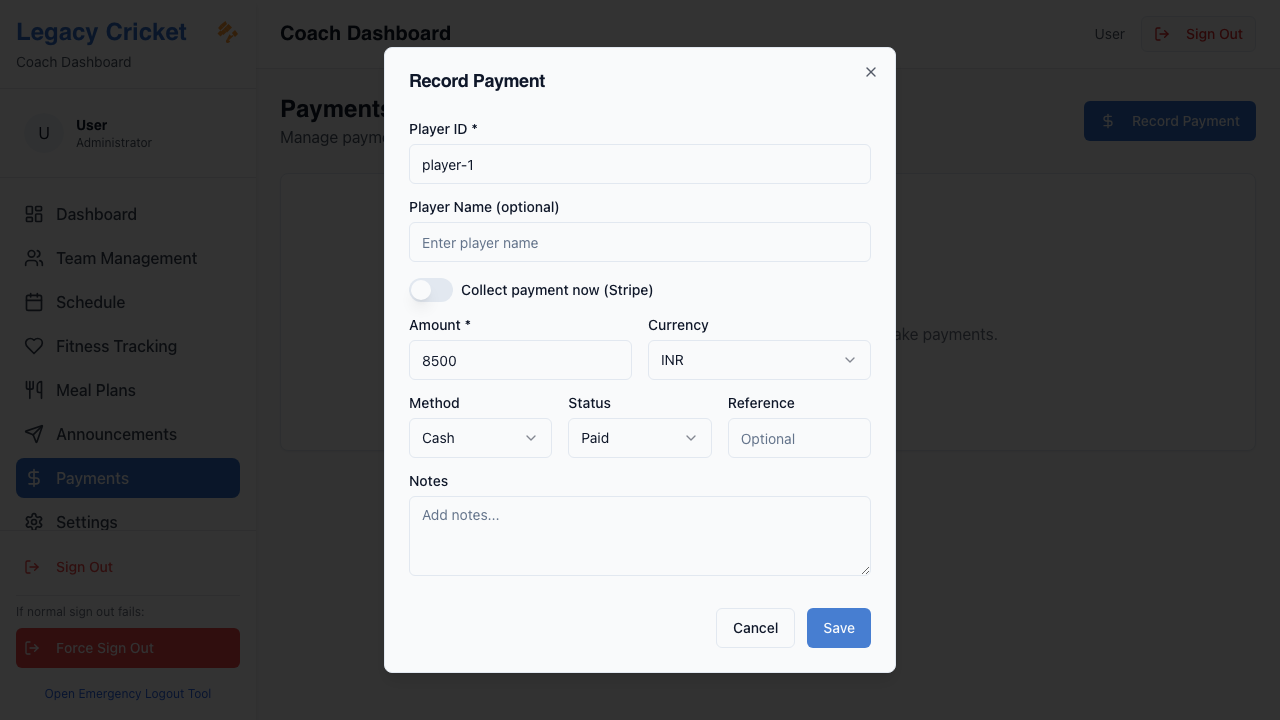 Legacy Cricket
Coach Dashboard
U
User
Administrator
Dashboard
Team Management
Schedule
Fitness Tracking
Meal Plans
Announcements
Payments
Settings
Sign Out
If normal sign out fails:
Force Sign Out
Open Emergency Logout Tool
Coach Dashboard
User
Sign Out
Payments
Manage payme
Record Payment
ake payments.
Record Payment
Player ID *
player-1
Player Name (optional)
Enter player name
Collect payment now (Stripe)
Amount * Currency
8500 INR
Method Status Reference
Cash Paid Optional
Notes
Add notes...
Cancel Save